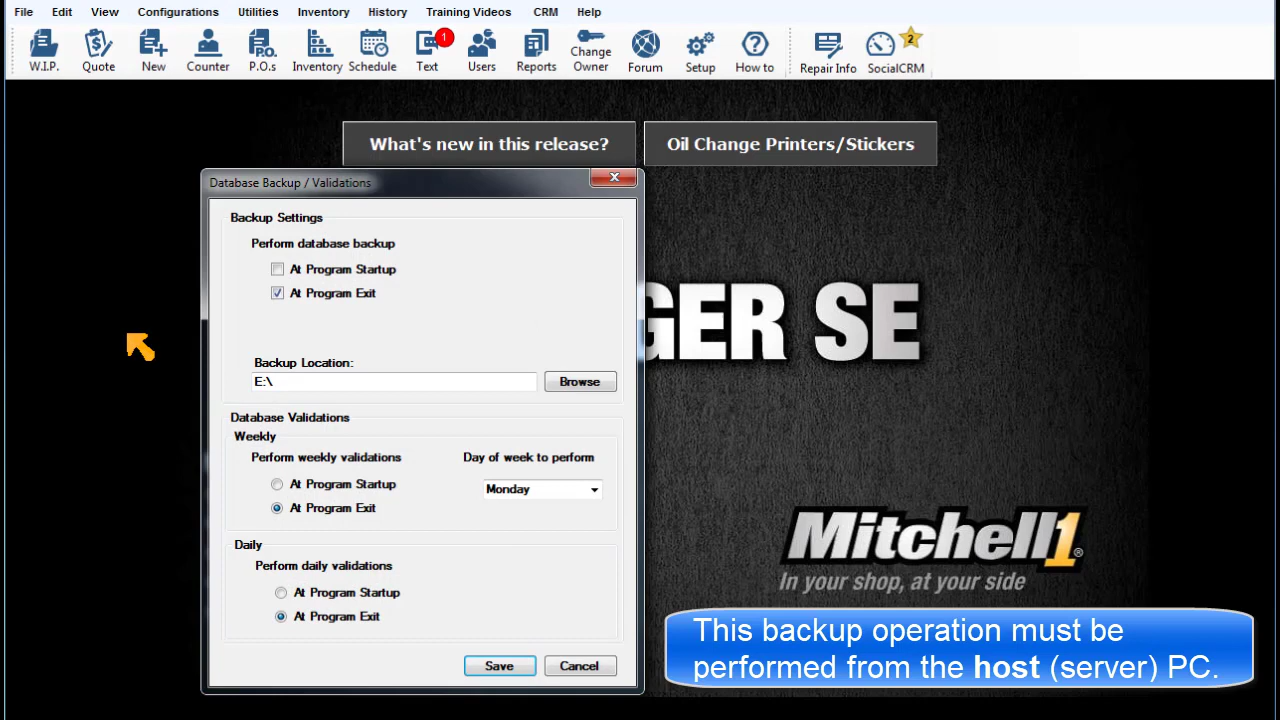 File Edit View Configurations Utilities Inventory History Training Videos CRM Help
1 2
W.I.P. Quote New Counter P.O. P.O.s Inventory Schedule Text Users Reports Change Owner Forum Setup How to Repair Info SocialCRM
What's new in this release? Oil Change Printers/Stickers
Database Backup / Validations
Backup Settings
Perform database backup
At Program Startup
At Program Exit
Backup Location:
E:\ Browse
Database Validations
Weekly
Perform weekly validations Day of week to perform
At Program Startup Monday
At Program Exit
Daily
Perform daily validations
At Program Startup
At Program Exit
Save Cancel
GER SE
Mitchell1®
In your shop, at your side
This backup operation must be
performed from the host (server) PC.